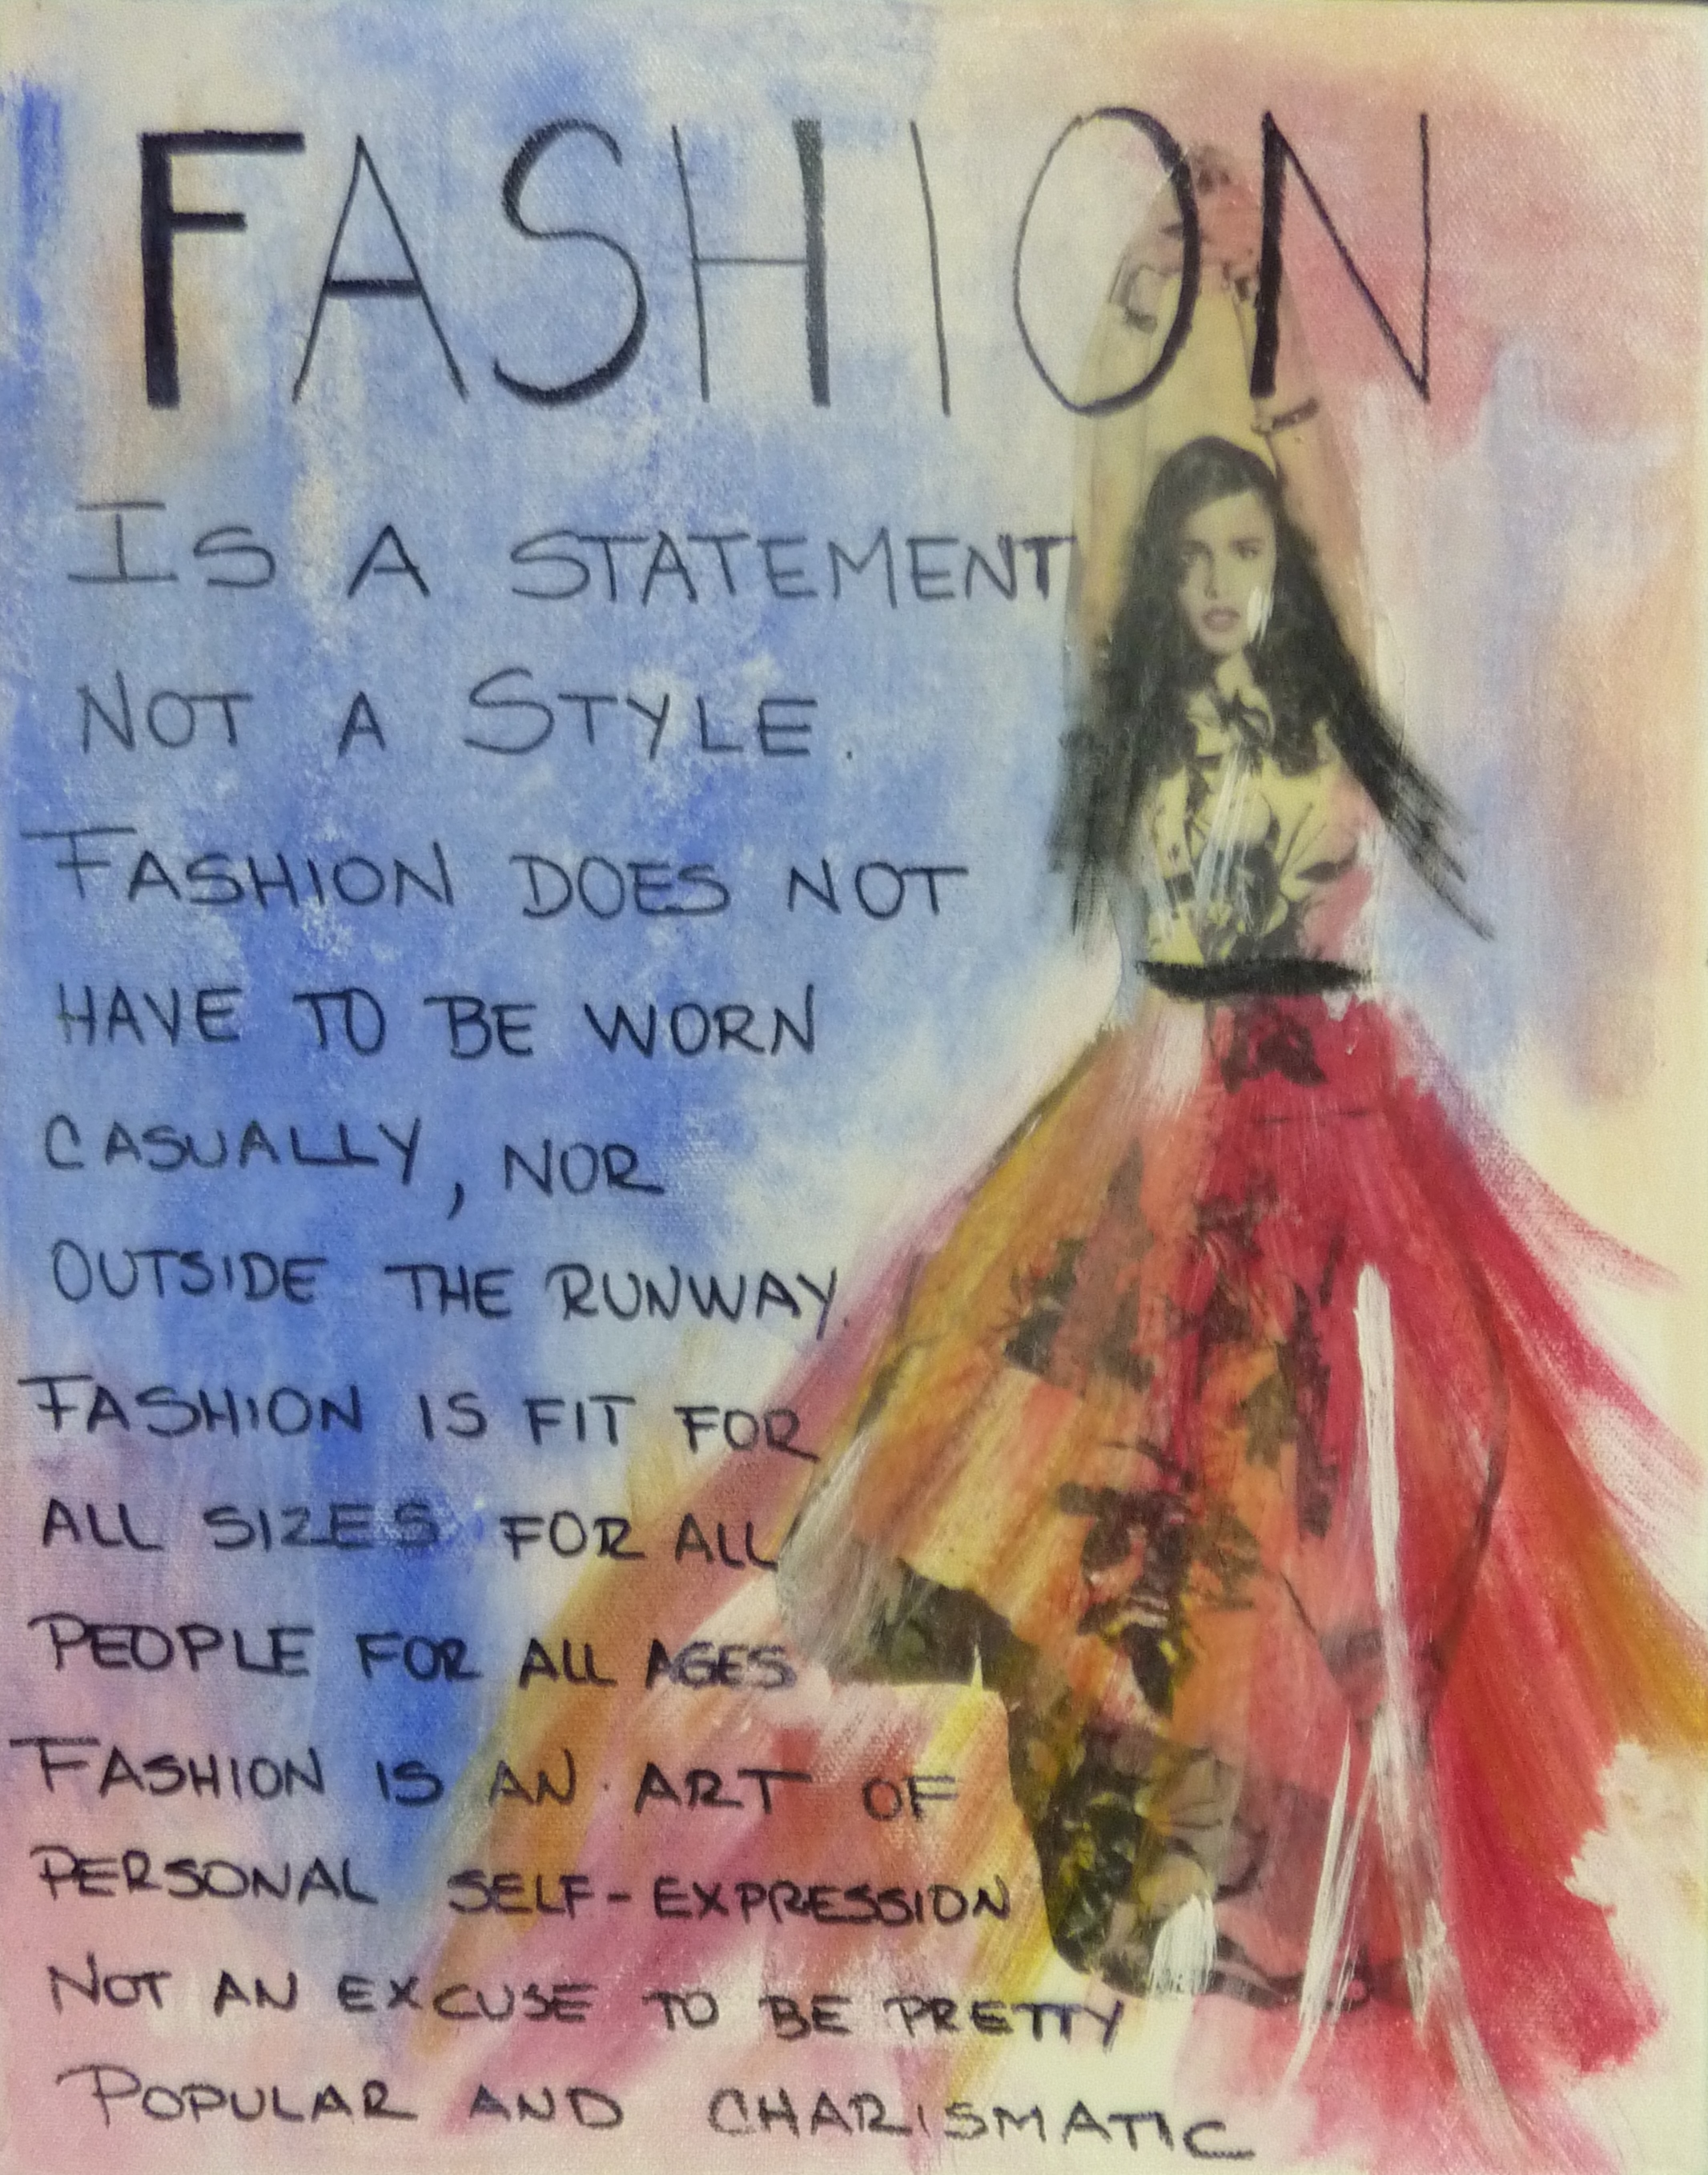 FASHION
IS A STATEMENT
NOT A STYLE.
FASHION DOES NOT
HAVE TO BE WORN
CASUALLY, NOR
OUTSIDE THE RUNWAY.
FASHION IS FIT FOR
ALL SIZES FOR ALL
PEOPLE FOR ALL AGES
FASHION IS AN ART OF
PERSONAL SELF-EXPRESSION
NOT AN EXCUSE TO BE PRETTY
POPULAR AND CHARISMATIC